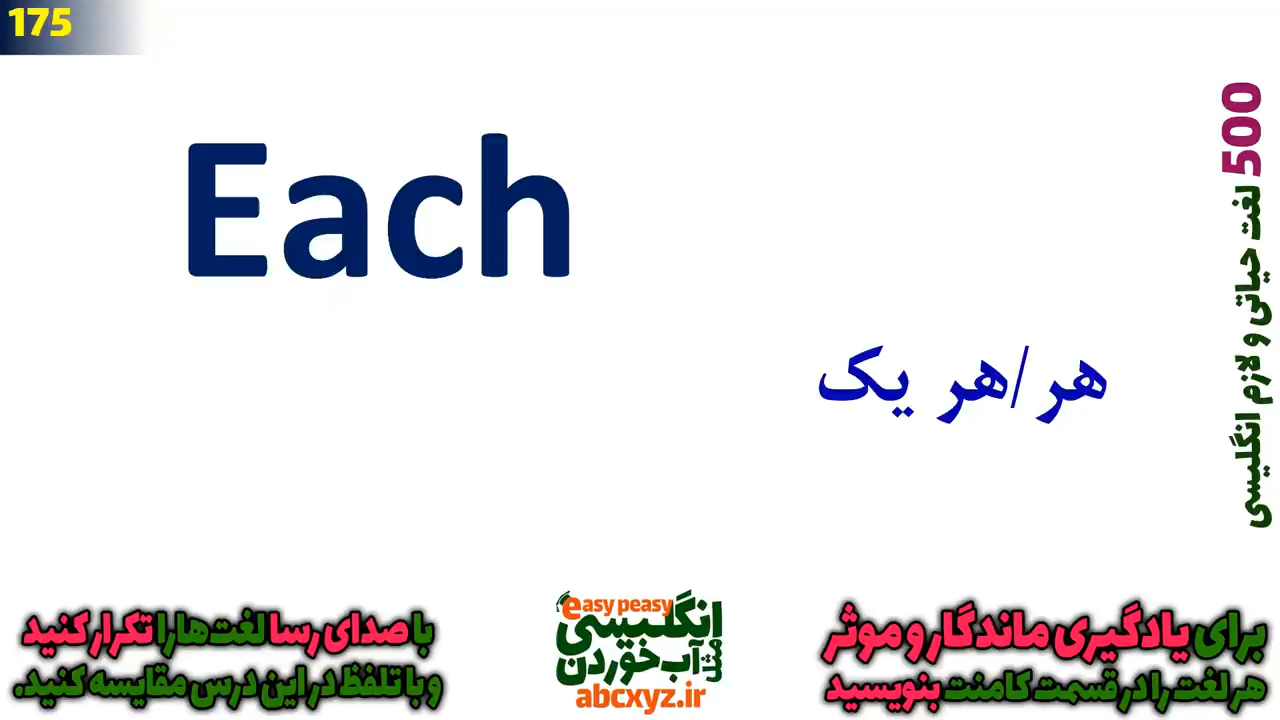 175
Each
هر/هر یک
500 لغت حیاتی و لازم انگلیسی
با صدای رسا لغت‌ها را تکرار کنید
و با تلفظ در این درس مقایسه کنید.
easy peasy
انگلیسی
مثل آب خوردن
abcxyz.ir
برای یادگیری ماندگار و موثر
هر لغت را در قسمت کامنت بنویسید